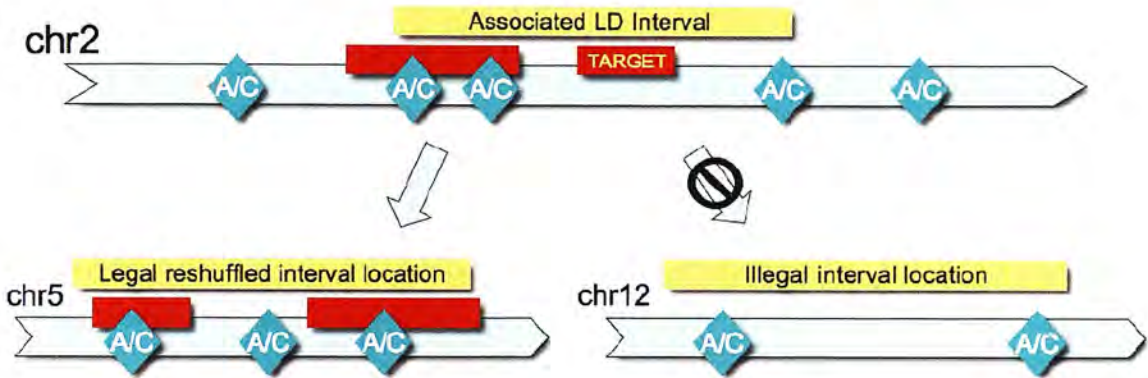 Associated LD Interval
chr2
TARGET
A/C A/C A/C A/C A/C
Legal reshuffled interval location
Illegal interval location
chr5
chr12
A/C A/C A/C
A/C A/C